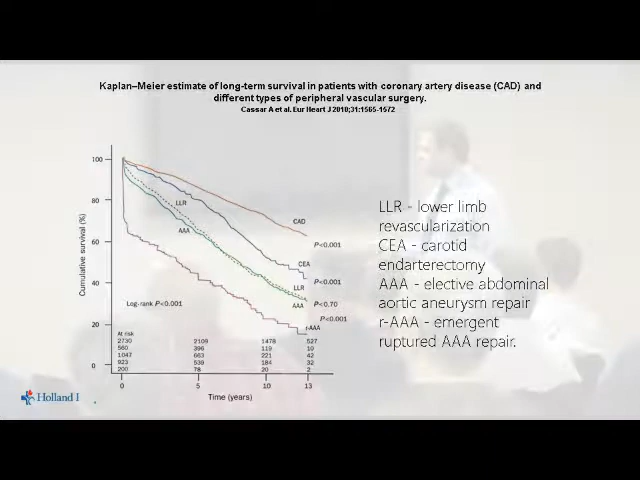 Kaplan–Meier estimate of long-term survival in patients with coronary artery disease (CAD) and
different types of peripheral vascular surgery.
Cassar A et al. Eur Heart J 2010;31:1565-1572
LLR - lower limb
revascularization
CEA - carotid
endarterectomy
AAA - elective abdominal
aortic aneurysm repair
r-AAA - emergent
ruptured AAA repair.
Cumulative survival (%)
100
80
60
40
20
0
LLR
AAA
CAD
P<0.001
CEA
P<0.001
LLR
AAA
P<0.70
P<0.001
r-AAA
Log-rank P<0.001
At risk
2730 2109 1478 527
560 396 119 10
1047 663 221 42
923 539 184 32
200 78 20 2
0 5 10 13
Time (years)
Holland I